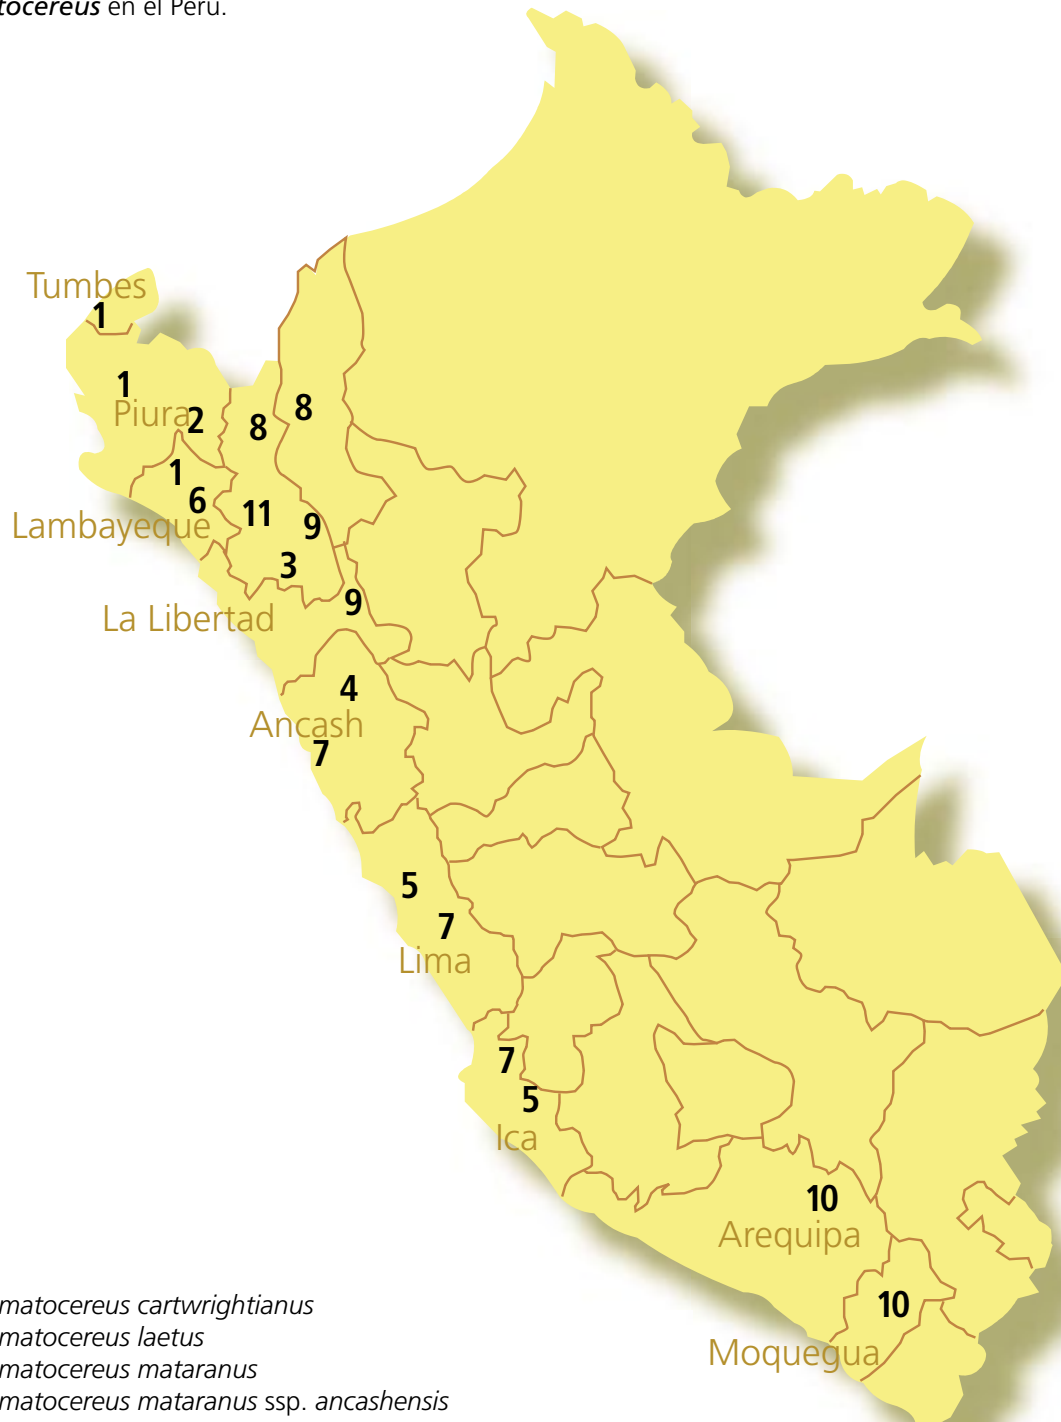 tocereus en el Perú.
Tumbes
1
1
Piura
2
8
8
1
6
Lambayeque
11
9
3
9
La Libertad
4
Ancash
7
5
7
Lima
7
5
Ica
10
Arequipa
10
Moquegua
matocereus cartwrightianus
matocereus laetus
matocereus mataranus
matocereus mataranus ssp. ancashensis